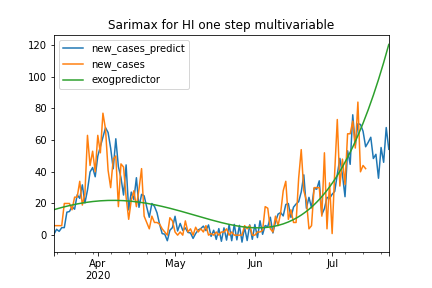 Sarimax for HI one step multivariable
new_cases_predict
new_cases
exogpredictor
120
100
80
60
40
20
0
Apr
2020
May
Jun
Jul